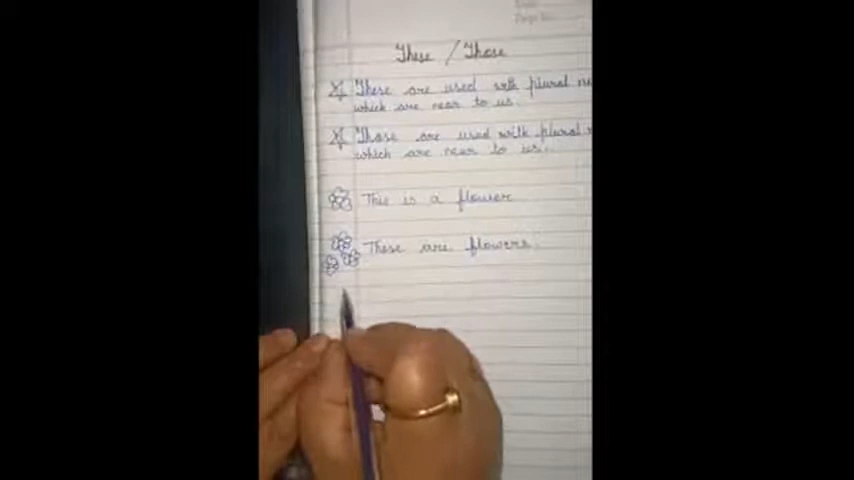 These / Those
These are used with plural
which are near to us.
Those are used with plural
which are near to us.
This is a flower
These are flowers.